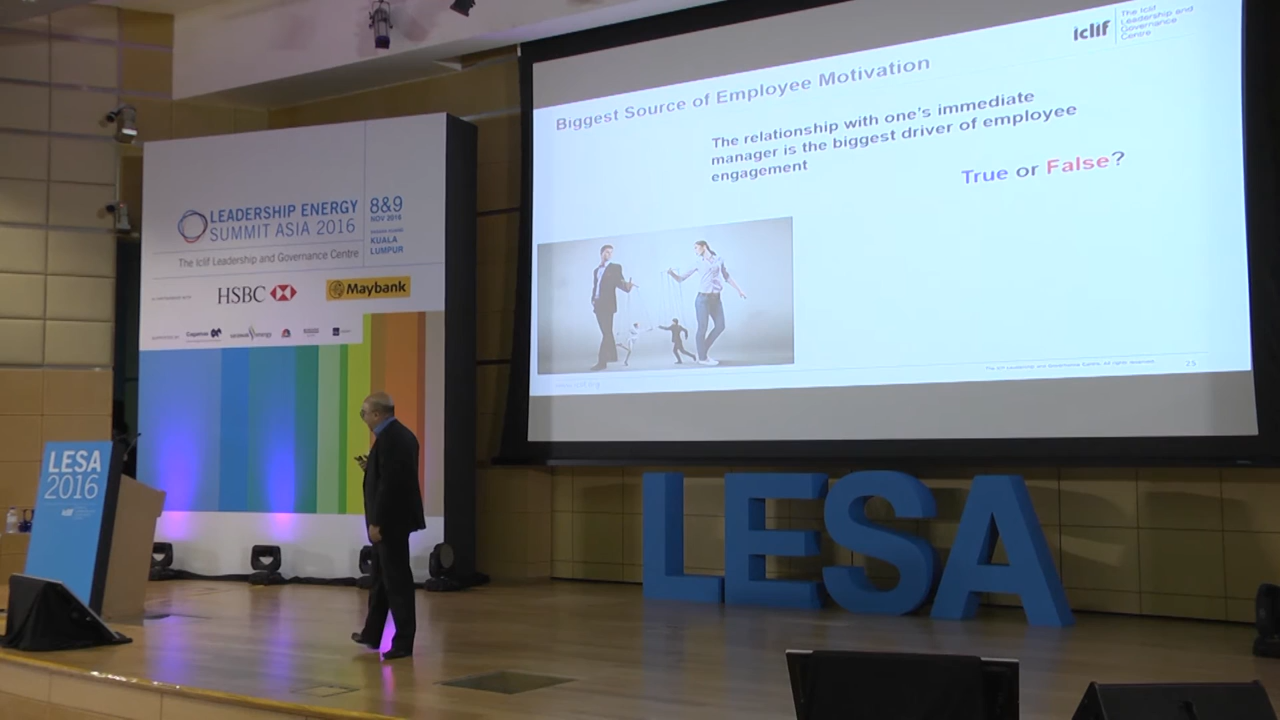 iclif
The Iclif
Leadership and
Governance
Centre
Biggest Source of Employee Motivation
The relationship with one's immediate
manager is the biggest driver of employee
engagement
True or False?
25
LEADERSHIP ENERGY
SUMMIT ASIA 2016
8&9
NOV 2016
KUALA
LUMPUR
The Iclif Leadership and Governance Centre
HSBC
Maybank
LESA
2016
iclif
LESA